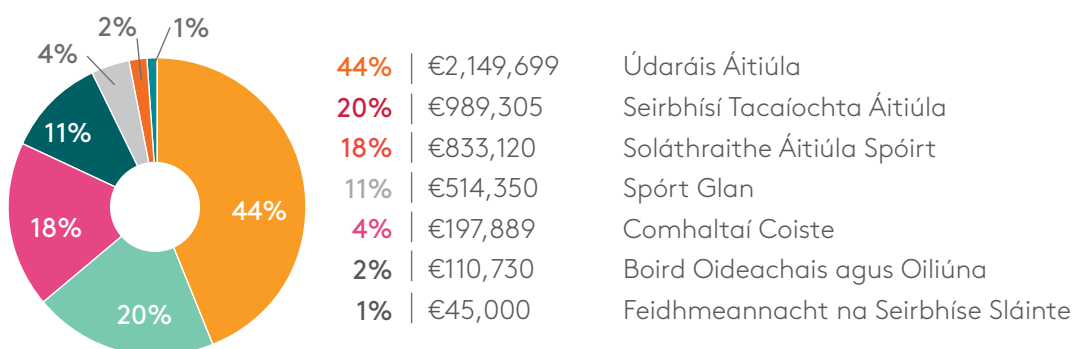 2%
1%
4%
11%
44%
18%
20%
44% €2,149,699 Údaráis Áitiúla
20% €989,305 Seirbhísí Tacaíochta Áitiúla
18% €833,120 Soláthraithe Áitiúla Spóirt
11% €514,350 Spórt Glan
4% €197,889 Comhaltaí Coiste
2% €110,730 Boird Oideachais agus Oiliúna
1% €45,000 Feidhmeannacht na Seirbhíse Sláinte